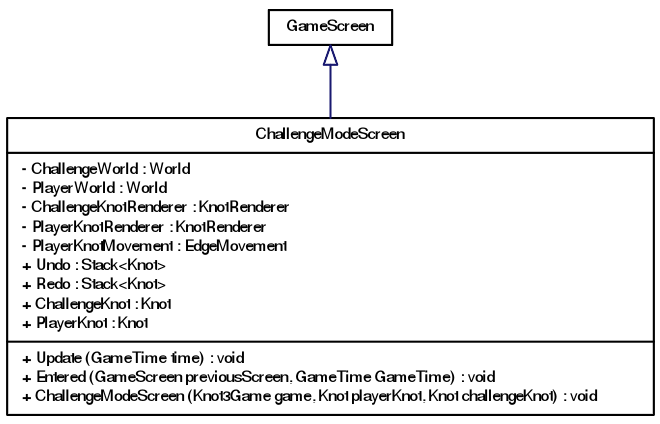 GameScreen
ChallengeModeScreen
- ChallengeWorld : World
- PlayerWorld : World
- ChallengeKnotRenderer : KnotRenderer
- PlayerKnotRenderer : KnotRenderer
- PlayerKnotMovement : EdgeMovement
+ Undo : Stack<Knot>
+ Redo : Stack<Knot>
+ ChallengeKnot : Knot
+ PlayerKnot : Knot
+ Update (GameTime time) : void
+ Entered (GameScreen previousScreen, GameTime GameTime) : void
+ ChallengeModeScreen (Knot3Game game, Knot playerKnot, Knot challengeKnot) : void